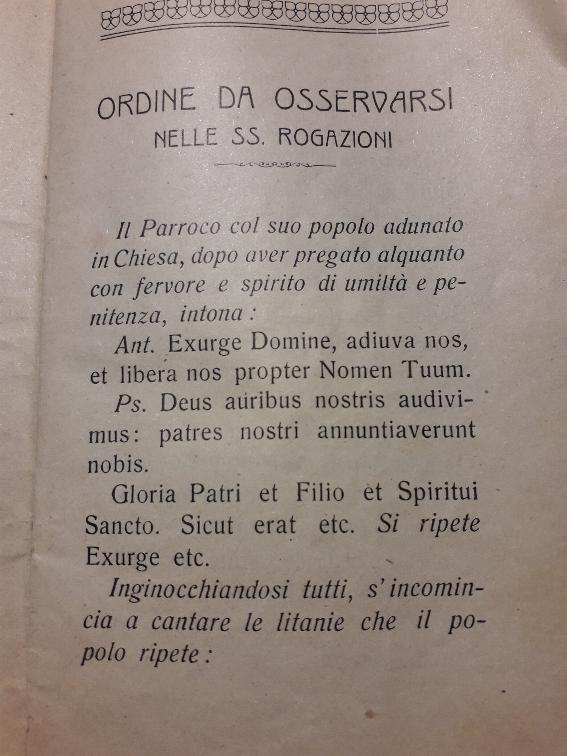 ORDINE DA OSSERVARSI
NELLE SS. ROGAZIONI
Il Parroco col suo popolo adunato
in Chiesa, dopo aver pregato alquanto
con fervore e spirito di umiltà e pe-
nitenza, intona :
Ant. Exurge Domine, adiuva nos,
et libera nos propter Nomen Tuum.
Ps. Deus auribus nostris audivi-
mus: patres nostri annuntiaverunt
nobis.
Gloria Patri et Filio et Spiritui
Sancto. Sicut erat etc. Si ripete
Exurge etc.
Inginocchiandosi tutti, s'incomin-
cia a cantare le litanie che il po-
polo ripete :